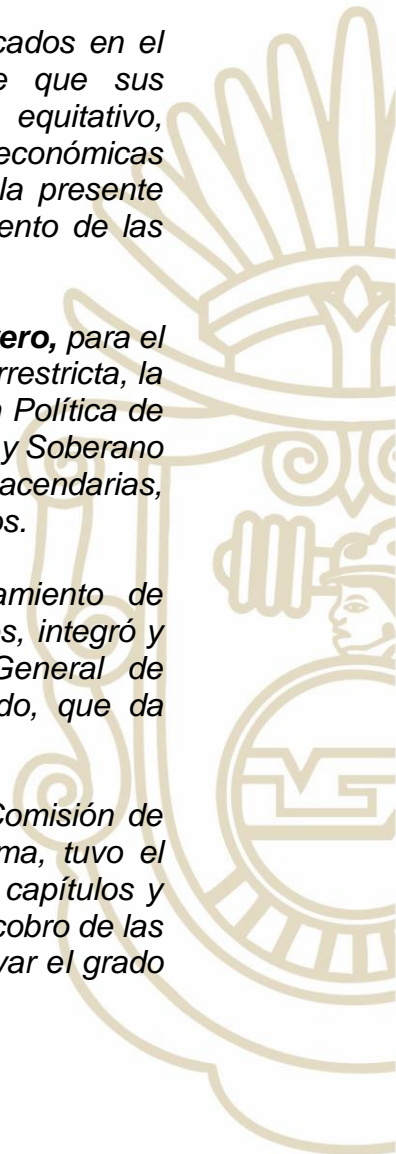 cados en el
e que sus
equitativo,
económicas
la presente
ento de las
rero, para el
rrestricta, la
n Política de
y Soberano
acendarias,
os.
amiento de
os, integró y
General de
do, que da
Comisión de
ma, tuvo el
capítulos y
cobro de las
var el grado